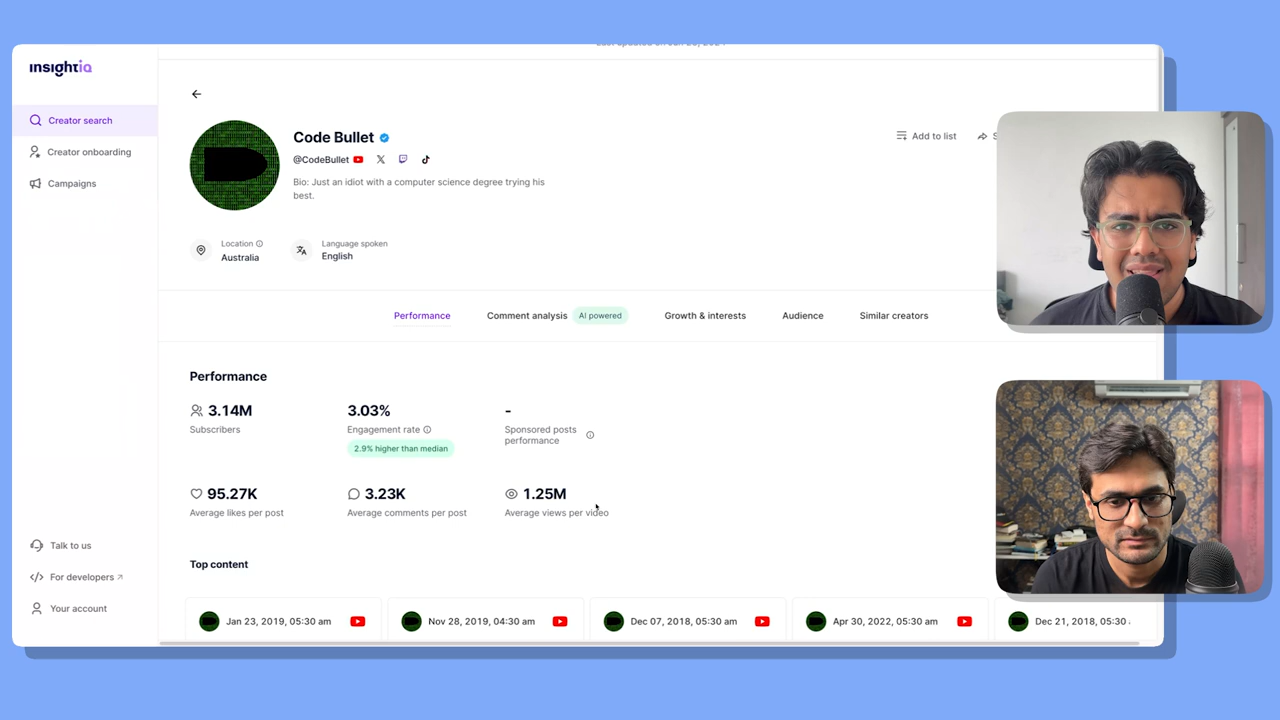 insightiq
Creator search
Creator onboarding
Campaigns
Talk to us
For developers
Your account
Code Bullet
@CodeBullet
Add to list
Bio: Just an idiot with a computer science degree trying his
best.
Location
Australia
Language spoken
English
Performance
Comment analysis
AI powered
Growth & interests
Audience
Similar creators
Performance
3.14M
Subscribers
3.03%
Engagement rate
2.9% higher than median
-
Sponsored posts
performance
95.27K
Average likes per post
3.23K
Average comments per post
1.25M
Average views per video
Top content
Jan 23, 2019, 05:30 am
Nov 28, 2019, 04:30 am
Dec 07, 2018, 05:30 am
Apr 30, 2022, 05:30 am
Dec 21, 2018, 05:30